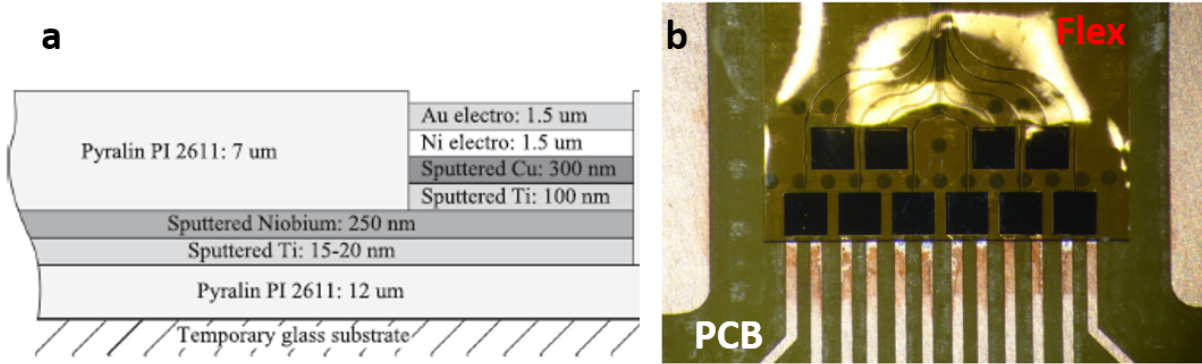 a
Au electro: 1.5 um
Ni electro: 1.5 um
Pyralin PI 2611: 7 um
Sputtered Cu: 300 nm
Sputtered Ti: 100 nm
Sputtered Niobium: 250 nm
Sputtered Ti: 15-20 nm
Pyralin PI 2611: 12 um
Temporary glass substrate
b
Flex
PCB